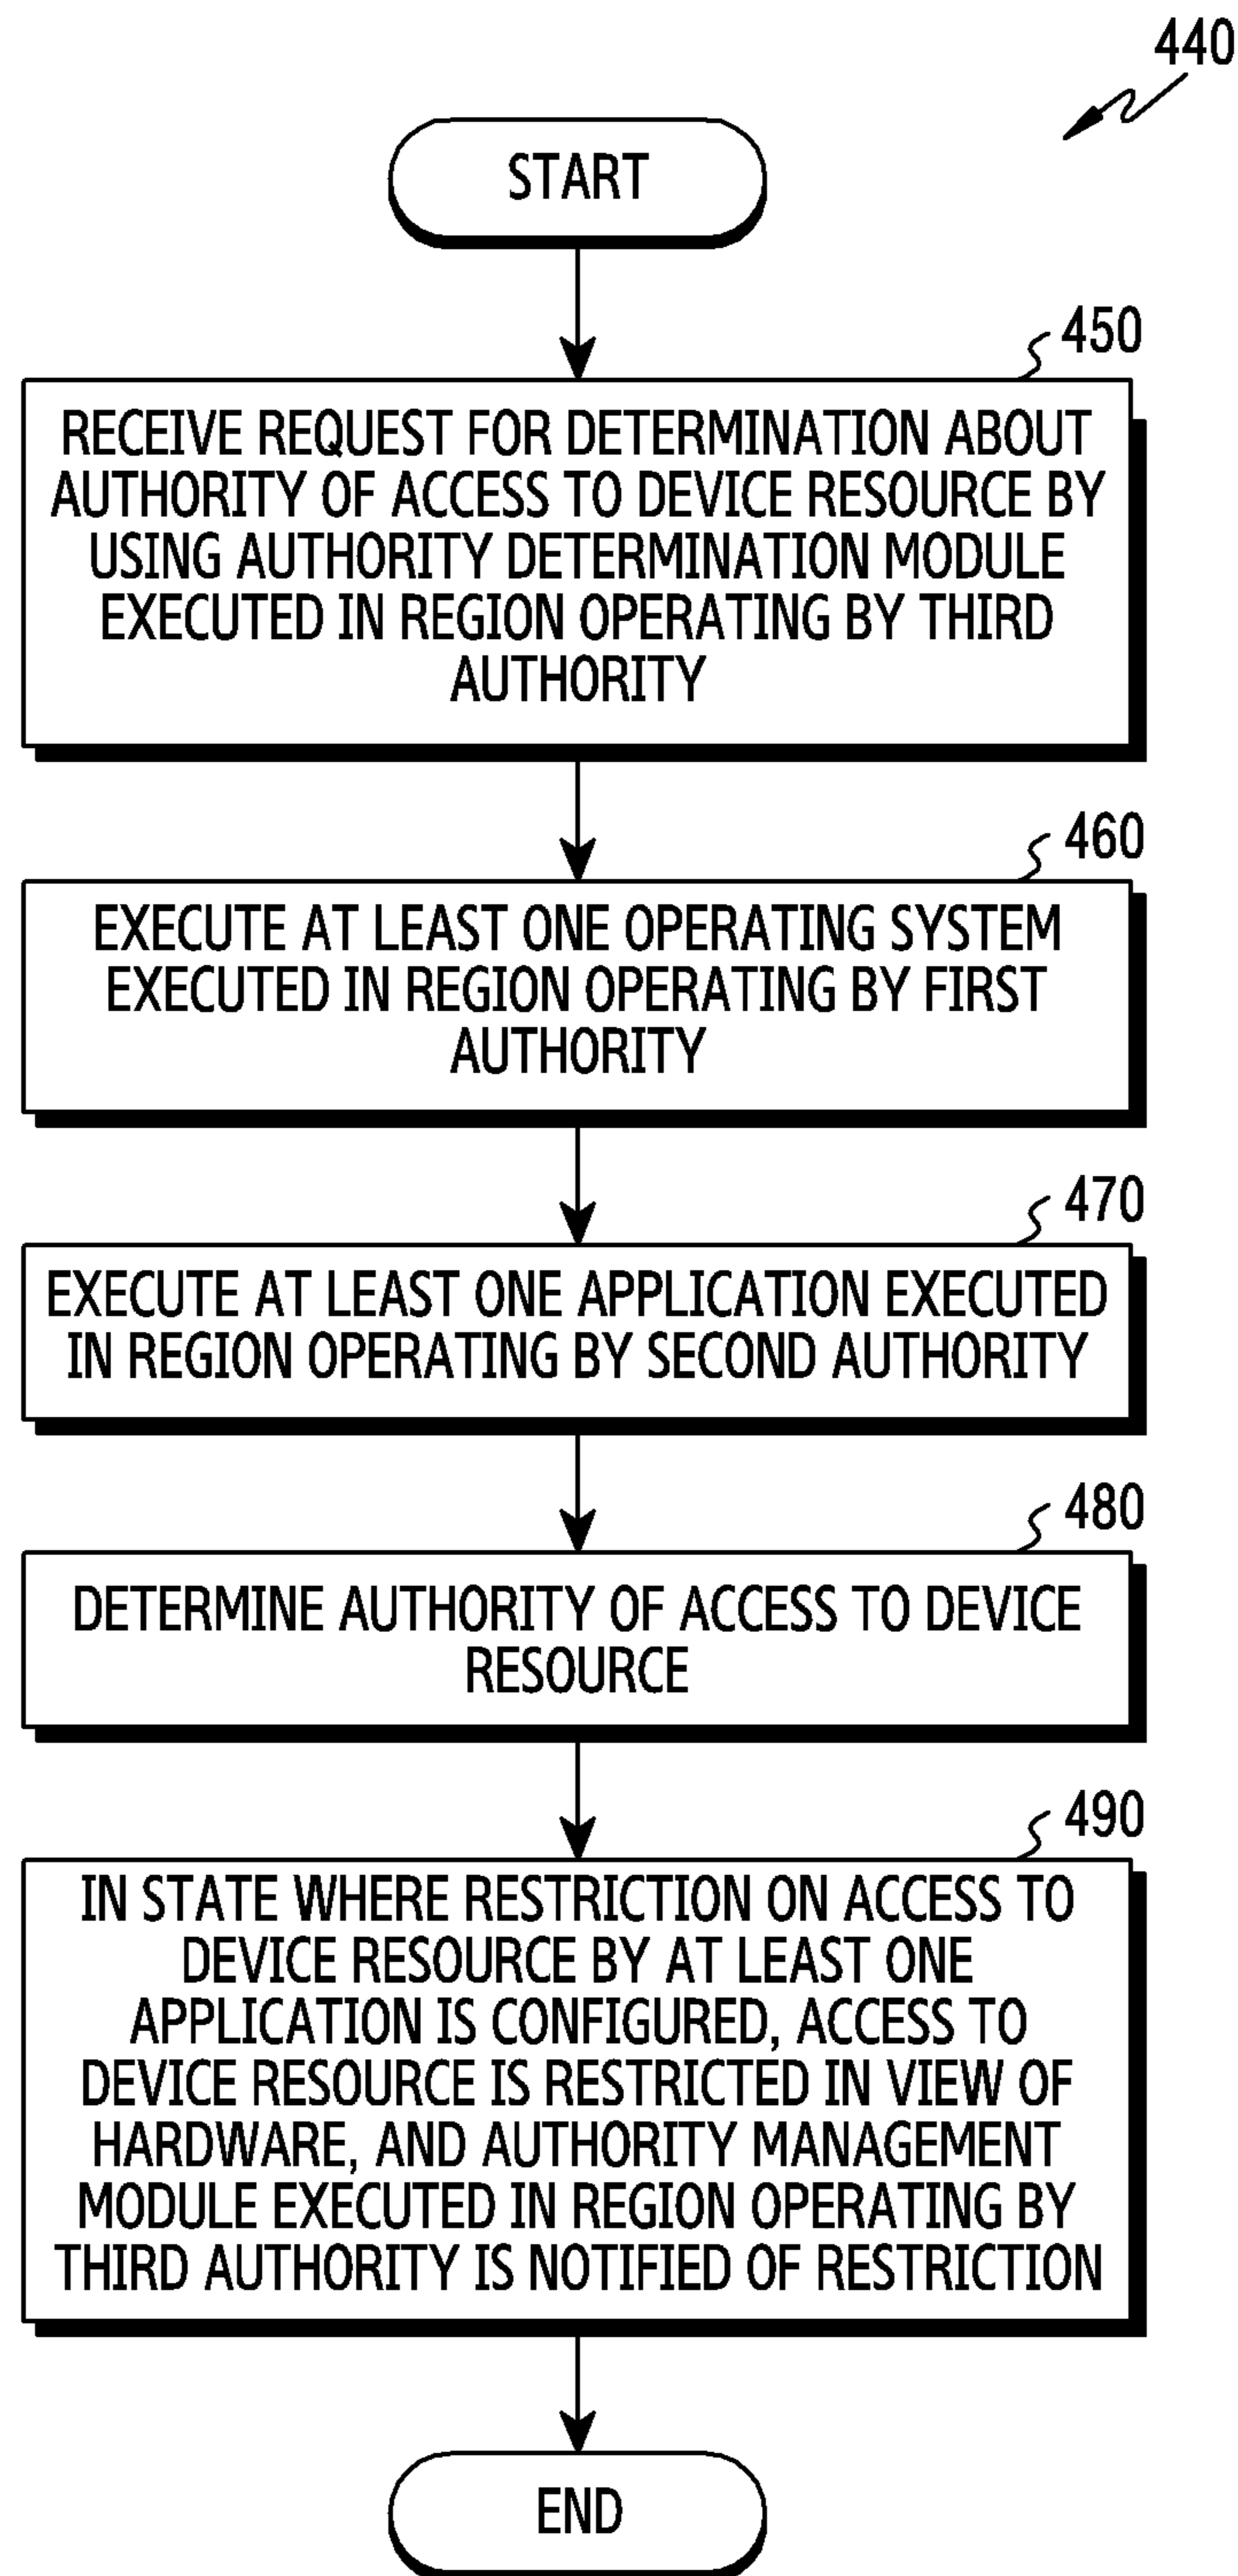 440
START
450
RECEIVE REQUEST FOR DETERMINATION ABOUT
AUTHORITY OF ACCESS TO DEVICE RESOURCE BY
USING AUTHORITY DETERMINATION MODULE
EXECUTED IN REGION OPERATING BY THIRD
AUTHORITY
460
EXECUTE AT LEAST ONE OPERATING SYSTEM
EXECUTED IN REGION OPERATING BY FIRST
AUTHORITY
470
EXECUTE AT LEAST ONE APPLICATION EXECUTED
IN REGION OPERATING BY SECOND AUTHORITY
480
DETERMINE AUTHORITY OF ACCESS TO DEVICE
RESOURCE
490
IN STATE WHERE RESTRICTION ON ACCESS TO
DEVICE RESOURCE BY AT LEAST ONE
APPLICATION IS CONFIGURED, ACCESS TO
DEVICE RESOURCE IS RESTRICTED IN VIEW OF
HARDWARE, AND AUTHORITY MANAGEMENT
MODULE EXECUTED IN REGION OPERATING BY
THIRD AUTHORITY IS NOTIFIED OF RESTRICTION
END